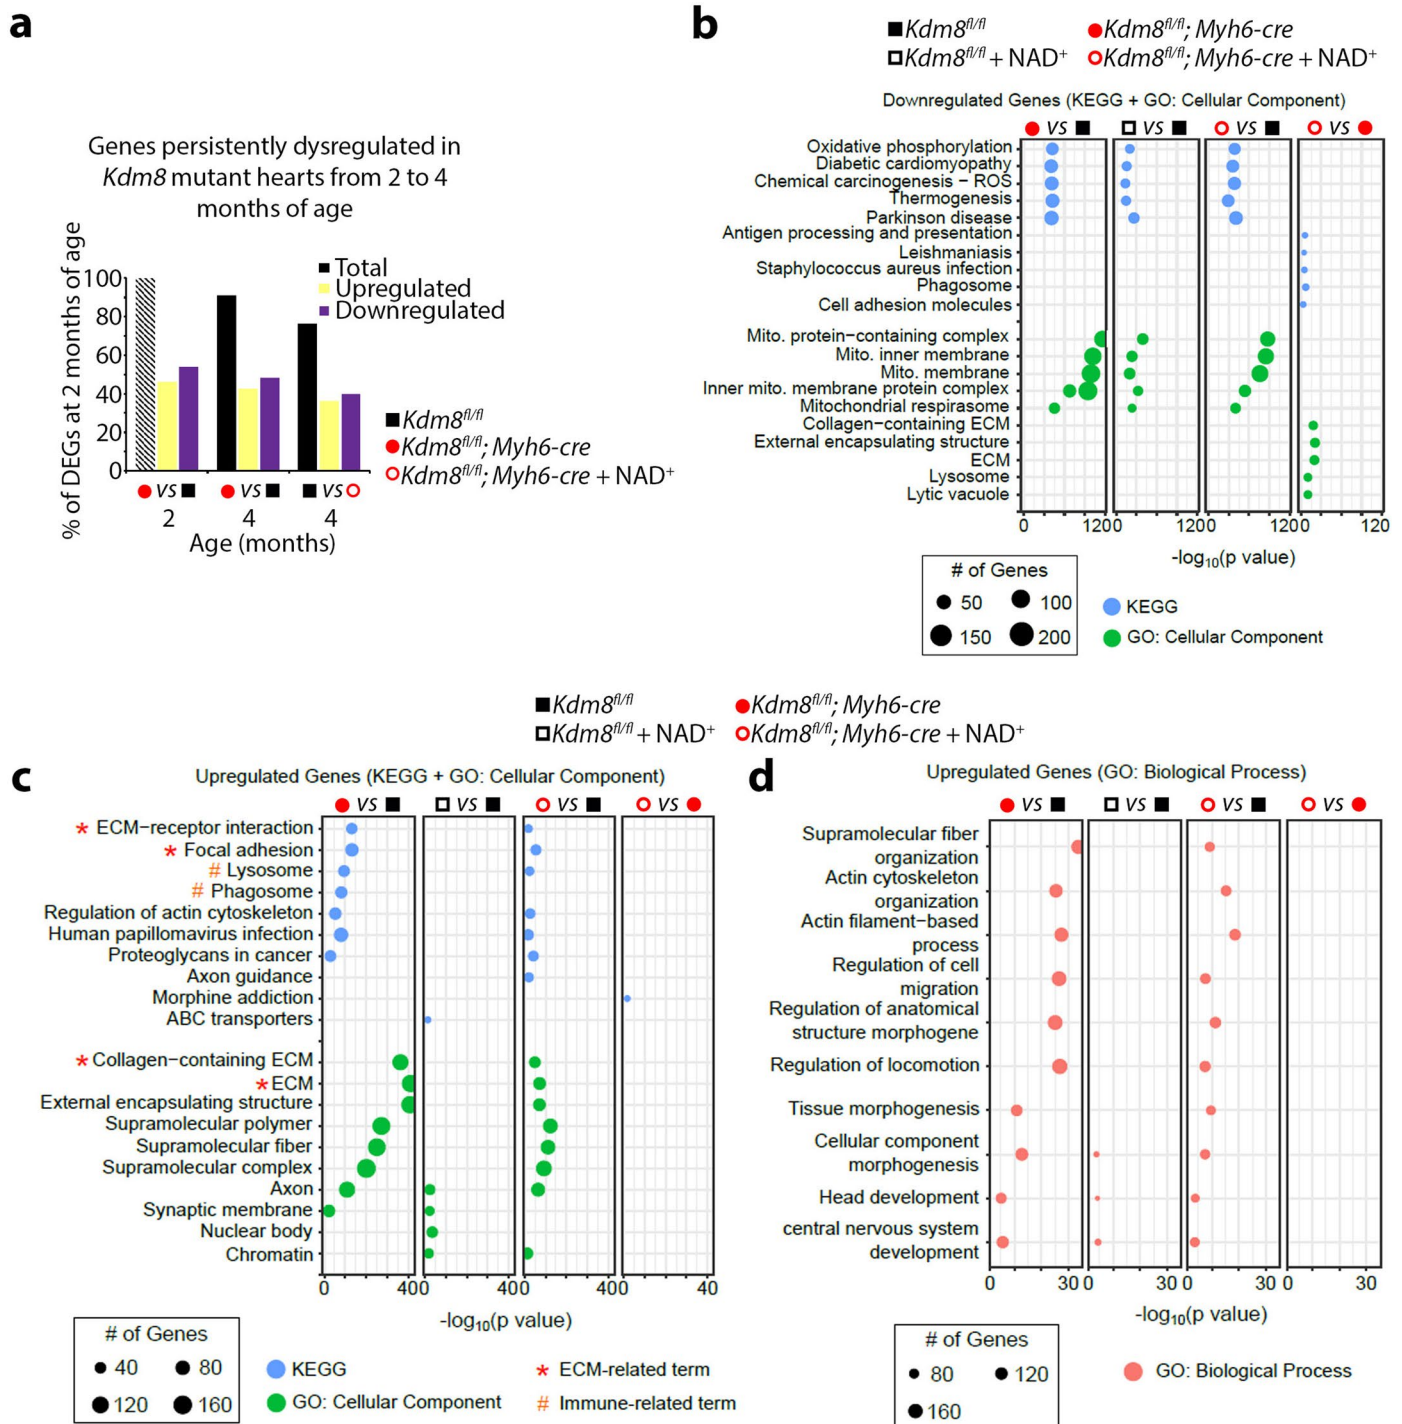 a
Genes persistently dysregulated in
Kdm8 mutant hearts from 2 to 4
months of age
% of DEGs at 2 months of age
100
80
60
40
20
0
Total
Upregulated
Downregulated
Kdm8fl/fl
Kdm8fl/fl; Myh6-cre
Kdm8fl/fl; Myh6-cre + NAD+
vs vs vs
2 4 4
Age (months)
b
Kdm8fl/fl Kdm8fl/fl; Myh6-cre
Kdm8fl/fl + NAD+ Kdm8fl/fl; Myh6-cre + NAD+
Downregulated Genes (KEGG + GO: Cellular Component)
vs vs vs vs
Oxidative phosphorylation
Diabetic cardiomyopathy
Chemical carcinogenesis − ROS
Thermogenesis
Parkinson disease
Antigen processing and presentation
Leishmaniasis
Staphylococcus aureus infection
Phagosome
Cell adhesion molecules
Mito. protein−containing complex
Mito. inner membrane
Mito. membrane
Inner mito. membrane protein complex
Mitochondrial respirasome
Collagen-containing ECM
External encapsulating structure
ECM
Lysosome
Lytic vacuole
0 120 0 120 0 120 0 120
-log10(p value)
# of Genes
50 100
150 200
KEGG
GO: Cellular Component
Kdm8fl/fl Kdm8fl/fl; Myh6-cre
Kdm8fl/fl + NAD+ Kdm8fl/fl; Myh6-cre + NAD+
c
Upregulated Genes (KEGG + GO: Cellular Component)
vs vs vs vs
* ECM−receptor interaction
* Focal adhesion
# Lysosome
# Phagosome
Regulation of actin cytoskeleton
Human papillomavirus infection
Proteoglycans in cancer
Axon guidance
Morphine addiction
ABC transporters
* Collagen−containing ECM
* ECM
External encapsulating structure
Supramolecular polymer
Supramolecular fiber
Supramolecular complex
Axon
Synaptic membrane
Nuclear body
Chromatin
0 40 0 40 0 40 0 40
-log10(p value)
# of Genes
40 80
120 160
KEGG
GO: Cellular Component
* ECM-related term
# Immune-related term
d
Upregulated Genes (GO: Biological Process)
vs vs vs vs
Supramolecular fiber
organization
Actin cytoskeleton
organization
Actin filament−based
process
Regulation of cell
migration
Regulation of anatomical
structure morphogene
Regulation of locomotion
Tissue morphogenesis
Cellular component
morphogenesis
Head development
central nervous system
development
0 30 0 30 0 30 0 30
-log10(p value)
# of Genes
80 120
160
GO: Biological Process